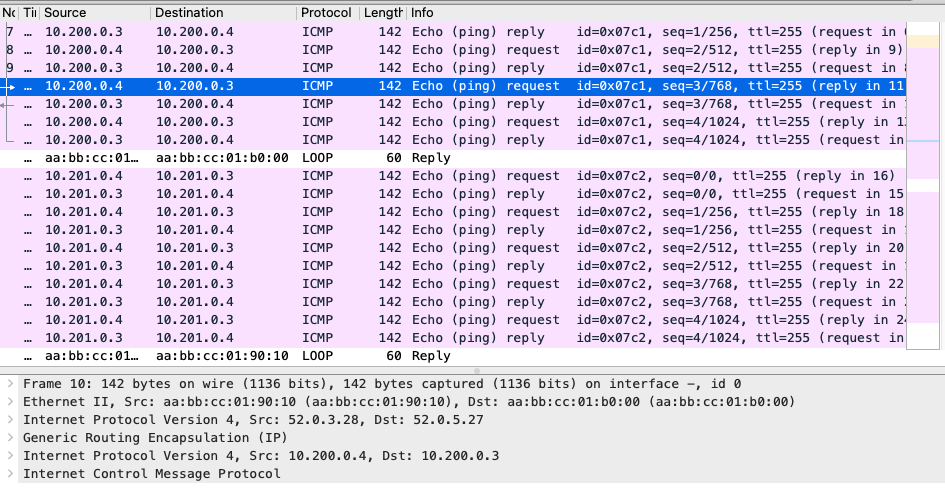 Nc Tii Source Destination Protocol Length Info
7 … 10.200.0.3 10.200.0.4 ICMP 142 Echo (ping) reply id=0x07c1, seq=1/256, ttl=255 (request in
8 … 10.200.0.4 10.200.0.3 ICMP 142 Echo (ping) request id=0x07c1, seq=2/512, ttl=255 (reply in 9)
9 … 10.200.0.3 10.200.0.4 ICMP 142 Echo (ping) reply id=0x07c1, seq=2/512, ttl=255 (request in
… 10.200.0.4 10.200.0.3 ICMP 142 Echo (ping) request id=0x07c1, seq=3/768, ttl=255 (reply in 11
… 10.200.0.3 10.200.0.4 ICMP 142 Echo (ping) reply id=0x07c1, seq=3/768, ttl=255 (request in
… 10.200.0.4 10.200.0.3 ICMP 142 Echo (ping) request id=0x07c1, seq=4/1024, ttl=255 (reply in
… 10.200.0.3 10.200.0.4 ICMP 142 Echo (ping) reply id=0x07c1, seq=4/1024, ttl=255 (request in
… aa:bb:cc:01… aa:bb:cc:01:b0:00 LOOP 60 Reply
… 10.201.0.4 10.201.0.3 ICMP 142 Echo (ping) request id=0x07c2, seq=0/0, ttl=255 (reply in 16)
… 10.201.0.3 10.201.0.4 ICMP 142 Echo (ping) reply id=0x07c2, seq=0/0, ttl=255 (request in 15
… 10.201.0.4 10.201.0.3 ICMP 142 Echo (ping) request id=0x07c2, seq=1/256, ttl=255 (reply in 18
… 10.201.0.3 10.201.0.4 ICMP 142 Echo (ping) reply id=0x07c2, seq=1/256, ttl=255 (request in
… 10.201.0.4 10.201.0.3 ICMP 142 Echo (ping) request id=0x07c2, seq=2/512, ttl=255 (reply in 20
… 10.201.0.3 10.201.0.4 ICMP 142 Echo (ping) reply id=0x07c2, seq=2/512, ttl=255 (request in
… 10.201.0.4 10.201.0.3 ICMP 142 Echo (ping) request id=0x07c2, seq=3/768, ttl=255 (reply in 22
… 10.201.0.3 10.201.0.4 ICMP 142 Echo (ping) reply id=0x07c2, seq=3/768, ttl=255 (request in
… 10.201.0.4 10.201.0.3 ICMP 142 Echo (ping) request id=0x07c2, seq=4/1024, ttl=255 (reply in
… 10.201.0.3 10.201.0.4 ICMP 142 Echo (ping) reply id=0x07c2, seq=4/1024, ttl=255 (request in
… aa:bb:cc:01… aa:bb:cc:01:90:10 LOOP 60 Reply
Frame 10: 142 bytes on wire (1136 bits), 142 bytes captured (1136 bits) on interface -, id 0
Ethernet II, Src: aa:bb:cc:01:90:10 (aa:bb:cc:01:90:10), Dst: aa:bb:cc:01:b0:00 (aa:bb:cc:01:b0:00)
Internet Protocol Version 4, Src: 52.0.3.28, Dst: 52.0.5.27
Generic Routing Encapsulation (IP)
Internet Protocol Version 4, Src: 10.200.0.4, Dst: 10.200.0.3
Internet Control Message Protocol